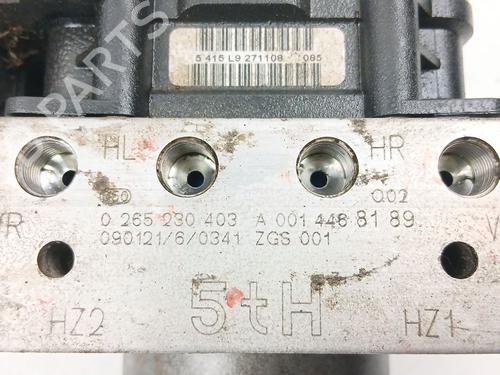 5 415 L9 271108 085
HL HR
Q02
0 265 230 403 A 001 446 81 89
090121/6/0341 ZGS 001
VR
5tH
HZ2 HZ1
B-PARTS